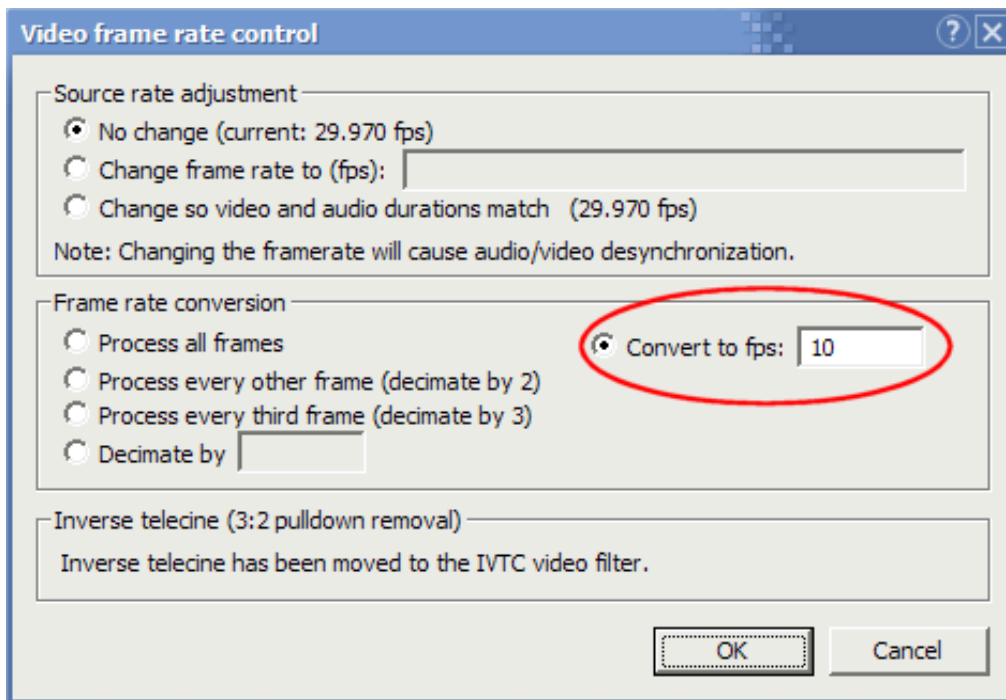 Video frame rate control
Source rate adjustment
No change (current: 29.970 fps)
Change frame rate to (fps):
Change so video and audio durations match (29.970 fps)
Note: Changing the framerate will cause audio/video desynchronization.
Frame rate conversion
Process all frames
Convert to fps: 10
Process every other frame (decimate by 2)
Process every third frame (decimate by 3)
Decimate by
Inverse telecine (3:2 pulldown removal)
Inverse telecine has been moved to the IVTC video filter.
OK Cancel